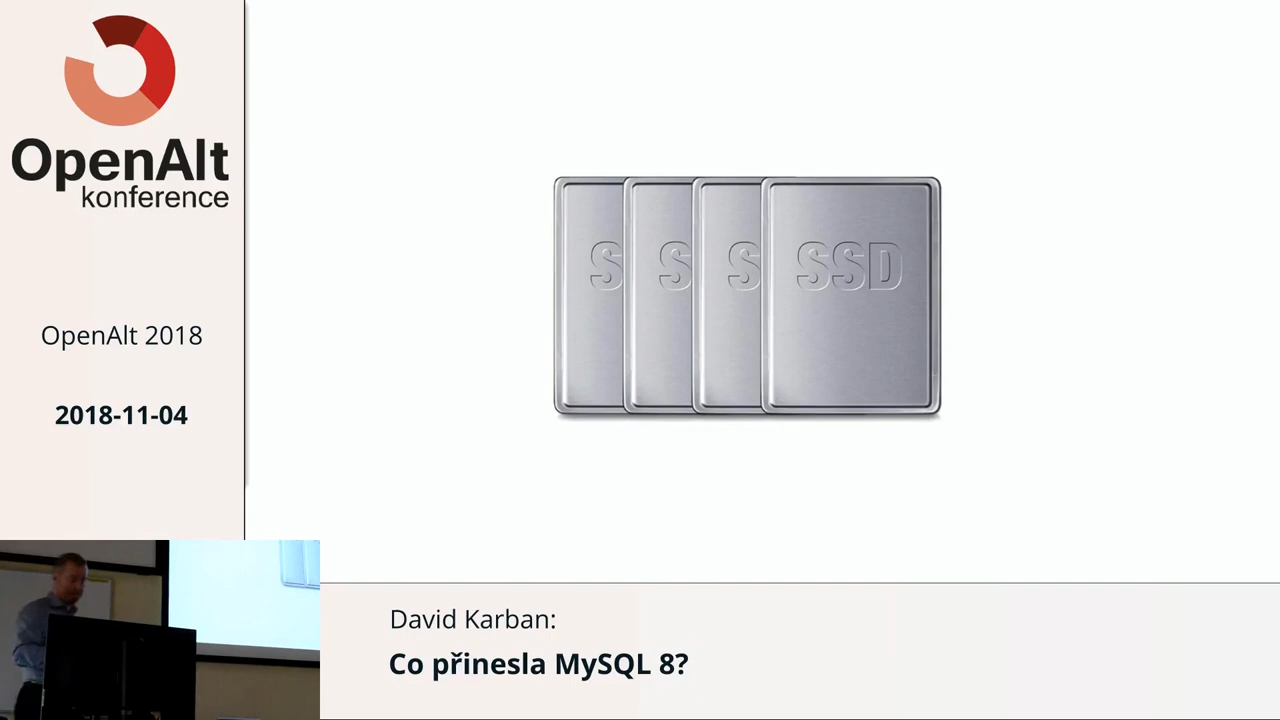 OpenAlt
konference
OpenAlt 2018
2018-11-04
S S S SSD
David Karban:
Co přinesla MySQL 8?